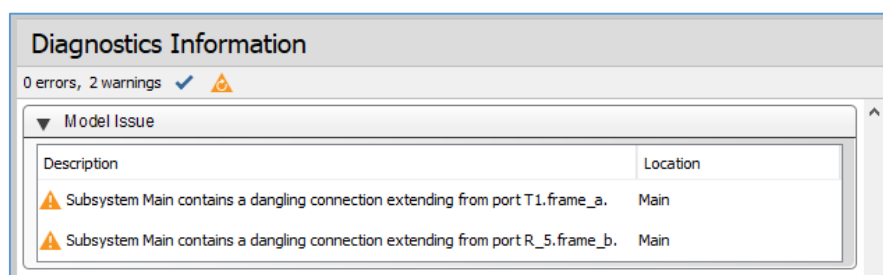 Diagnostics Information
0 errors, 2 warnings
Model Issue
Description Location
Subsystem Main contains a dangling connection extending from port T1.frame_a. Main
Subsystem Main contains a dangling connection extending from port R_5.frame_b. Main